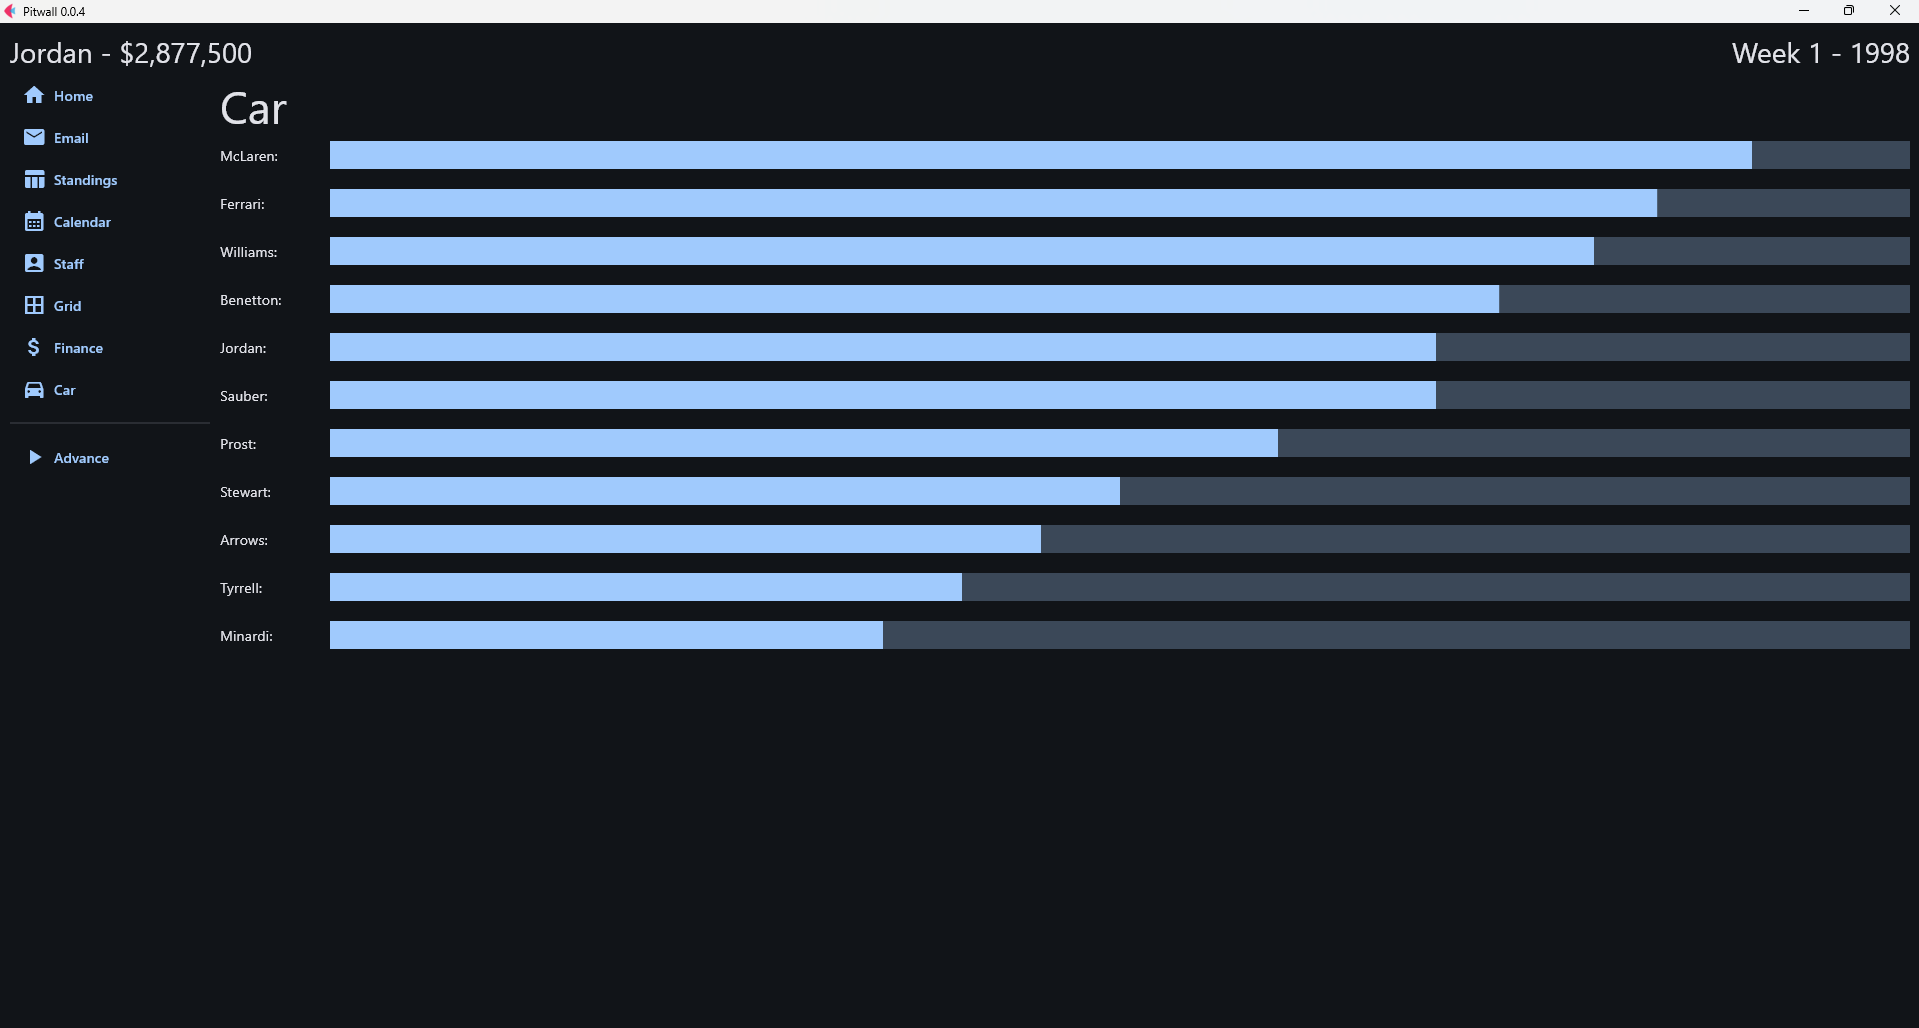 Pitwall 0.0.4
Jordan - $2,877,500
Week 1 - 1998
Home
Email
Standings
Calendar
Staff
Grid
Finance
Car
Advance
Car
McLaren:
Ferrari:
Williams:
Benetton:
Jordan:
Sauber:
Prost:
Stewart:
Arrows:
Tyrrell:
Minardi: